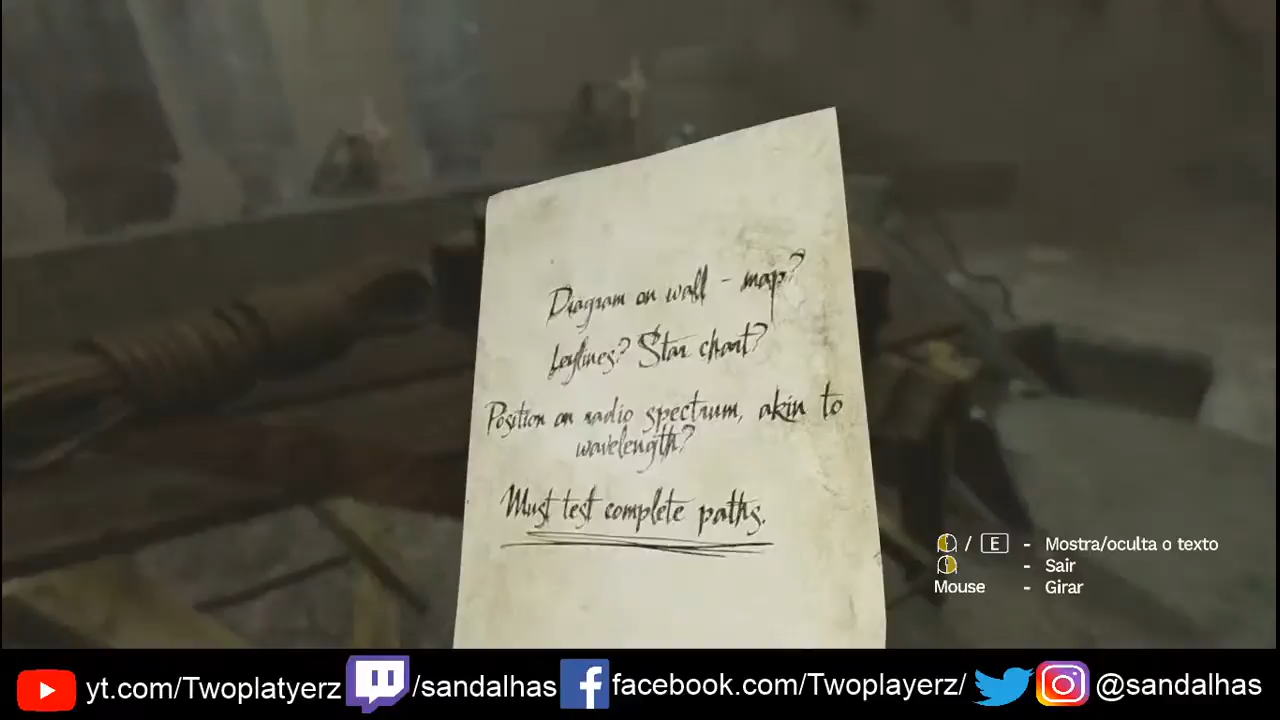 Diagram on wall - map?
Leylines? Star chart?
Position on radio spectrum, akin to
wavelength?
Must test complete paths.
/ E - Mostra/oculta o texto
- Sair
Mouse - Girar
yt.com/Twoplatyerz /sandalhas facebook.com/Twoplayerz/ @sandalhas